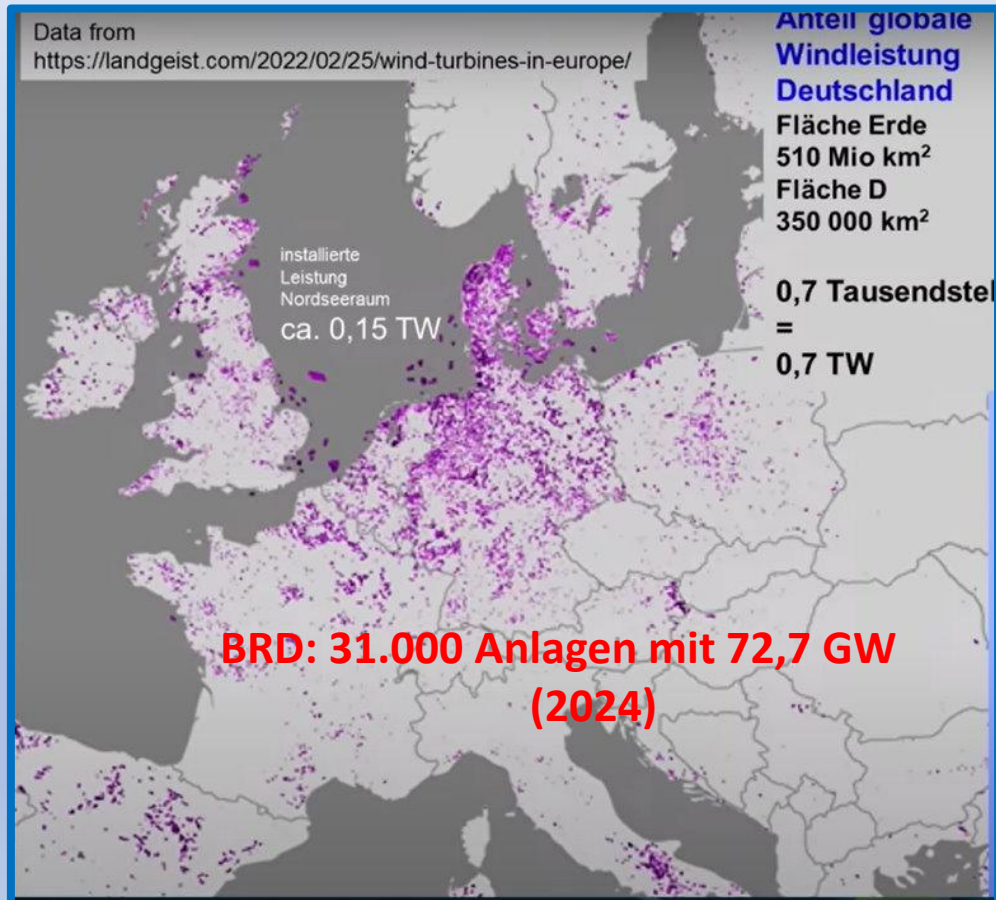 Data from
https://landgeist.com/2022/02/25/wind-turbines-in-europe/
Anteil globale
Windleistung
Deutschland
Fläche Erde
510 Mio km²
Fläche D
350 000 km²
0,7 Tausendstel
=
0,7 TW
installierte
Leistung
Nordseeraum
ca. 0,15 TW
BRD: 31.000 Anlagen mit 72,7 GW
(2024)